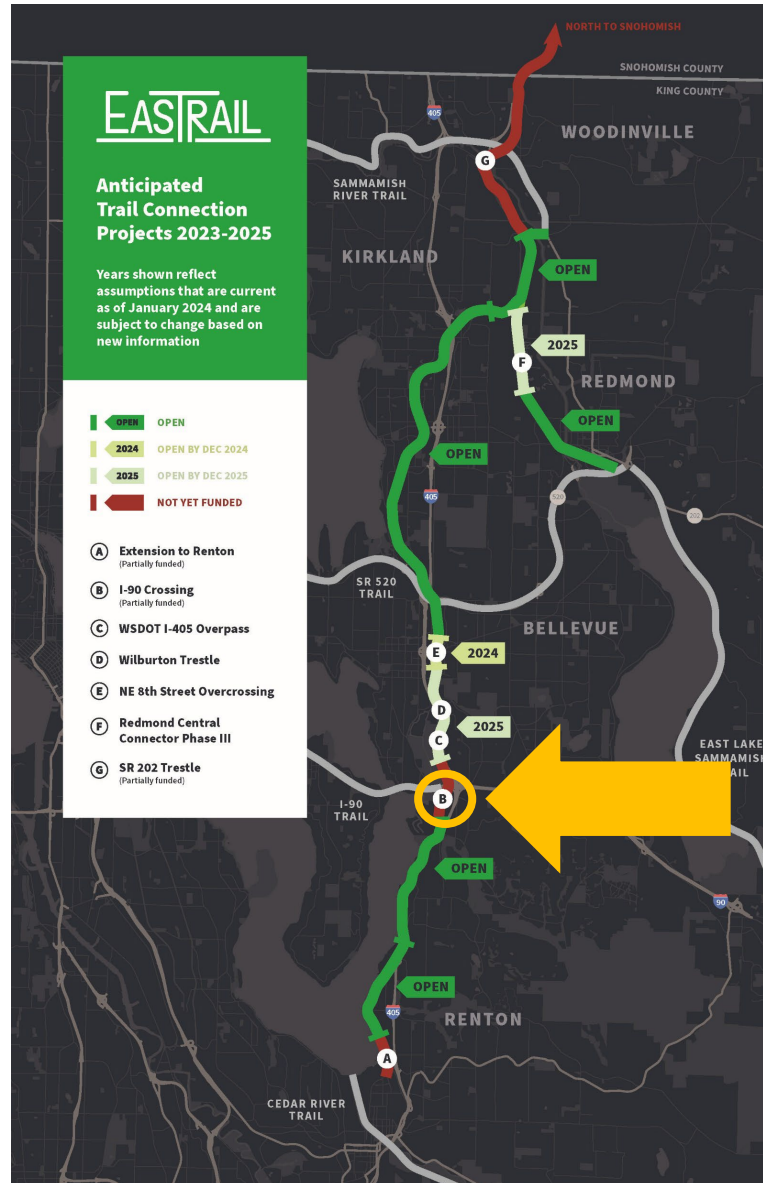 EASTRAIL
Anticipated
Trail Connection
Projects 2023-2025
Years shown reflect
assumptions that are current
as of January 2024 and are
subject to change based on
new information
OPEN OPEN
2024 OPEN BY DEC 2024
2025 OPEN BY DEC 2025
NOT YET FUNDED
A Extension to Renton
(Partially funded)
B I-90 Crossing
(Partially funded)
C WSDOT I-405 Overpass
D Wilburton Trestle
E NE 8th Street Overcrossing
F Redmond Central
Connector Phase III
G SR 202 Trestle
(Partially funded)
NORTH TO SNOHOMISH
SNOHOMISH COUNTY
KING COUNTY
405
WOODINVILLE
G
SAMMAMISH
RIVER TRAIL
KIRKLAND
OPEN
2025
F
REDMOND
OPEN
OPEN
405
520
202
SR 520
TRAIL
BELLEVUE
E
2024
D
2025
C
EAST LAKE
SAMMAMISH
AIL
B
I-90
TRAIL
OPEN
90
OPEN
405
RENTON
A
CEDAR RIVER
TRAIL